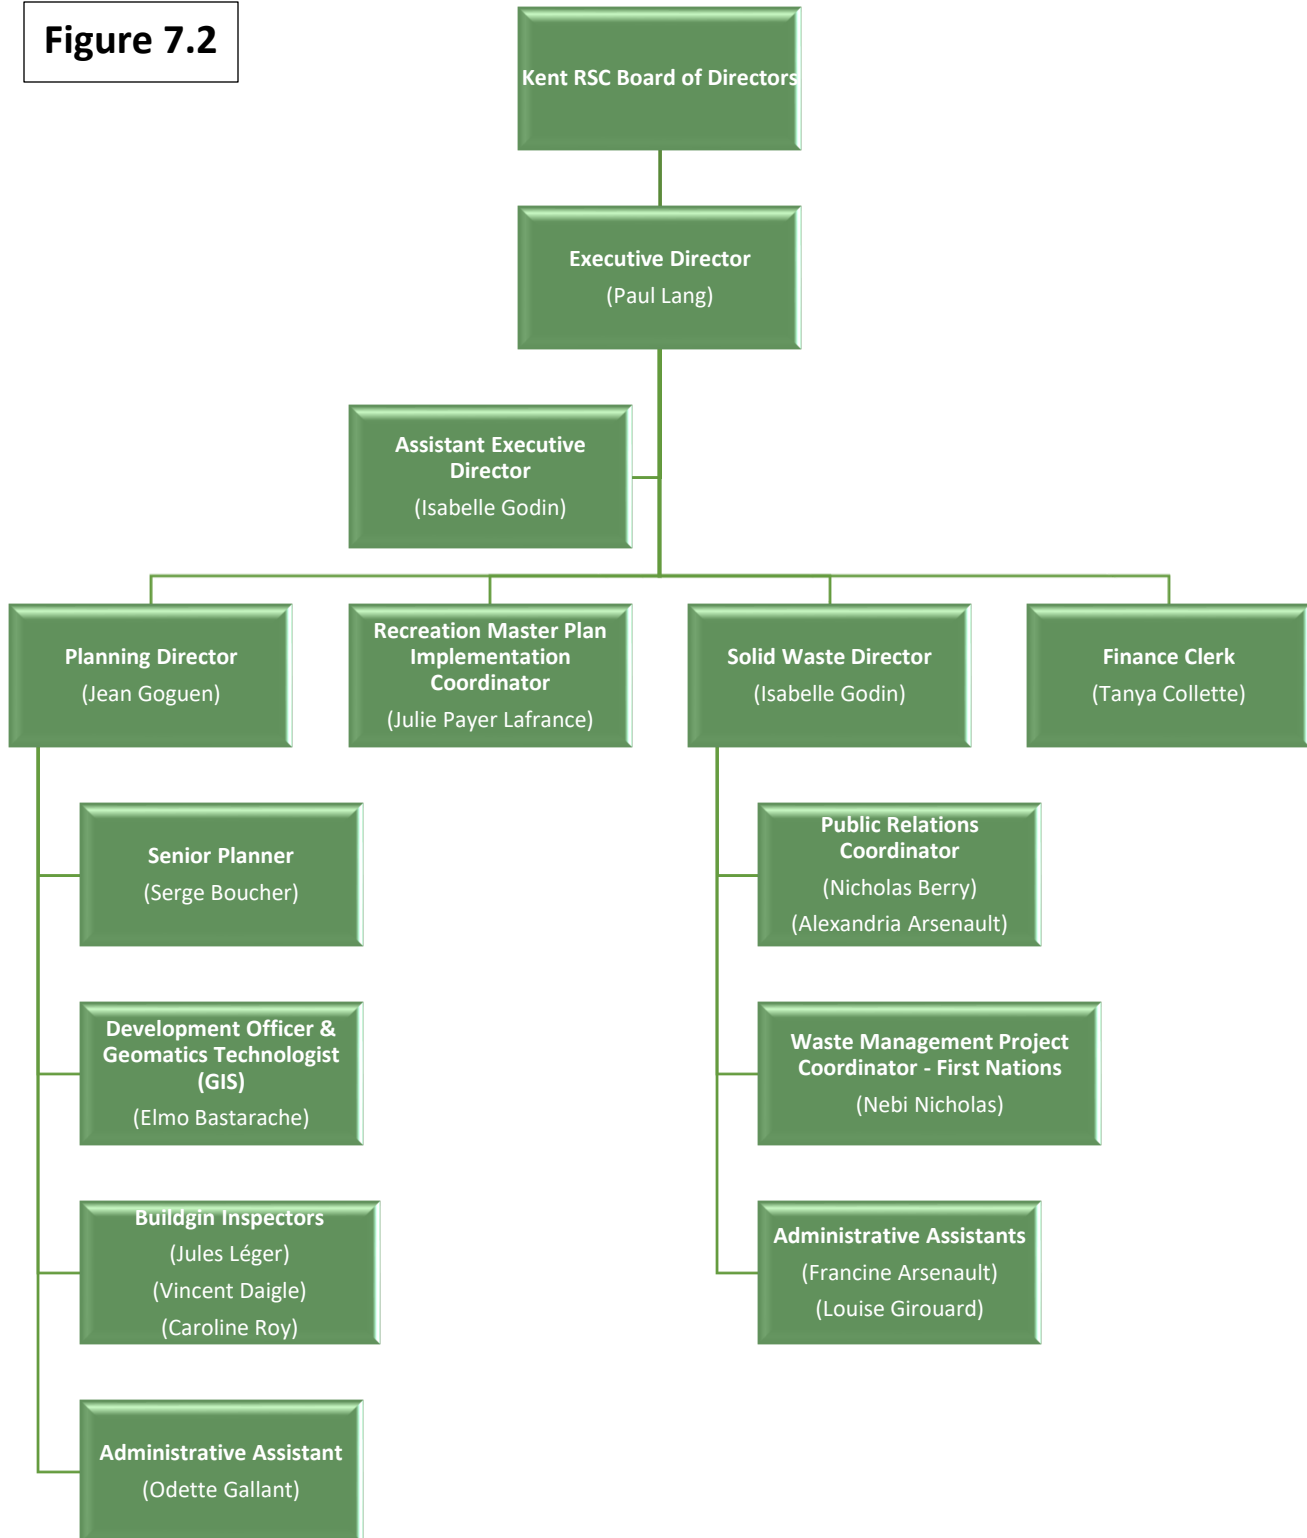 Figure 7.2
Kent RSC Board of Directors
Executive Director
(Paul Lang)
Assistant Executive
Director
(Isabelle Godin)
Planning Director
(Jean Goguen)
Recreation Master Plan
Implementation
Coordinator
(Julie Payer Lafrance)
Solid Waste Director
(Isabelle Godin)
Finance Clerk
(Tanya Collette)
Senior Planner
(Serge Boucher)
Development Officer &
Geomatics Technologist
(GIS)
(Elmo Bastarache)
Buildgin Inspectors
(Jules Léger)
(Vincent Daigle)
(Caroline Roy)
Administrative Assistant
(Odette Gallant)
Public Relations
Coordinator
(Nicholas Berry)
(Alexandria Arsenault)
Waste Management Project
Coordinator - First Nations
(Nebi Nicholas)
Administrative Assistants
(Francine Arsenault)
(Louise Girouard)